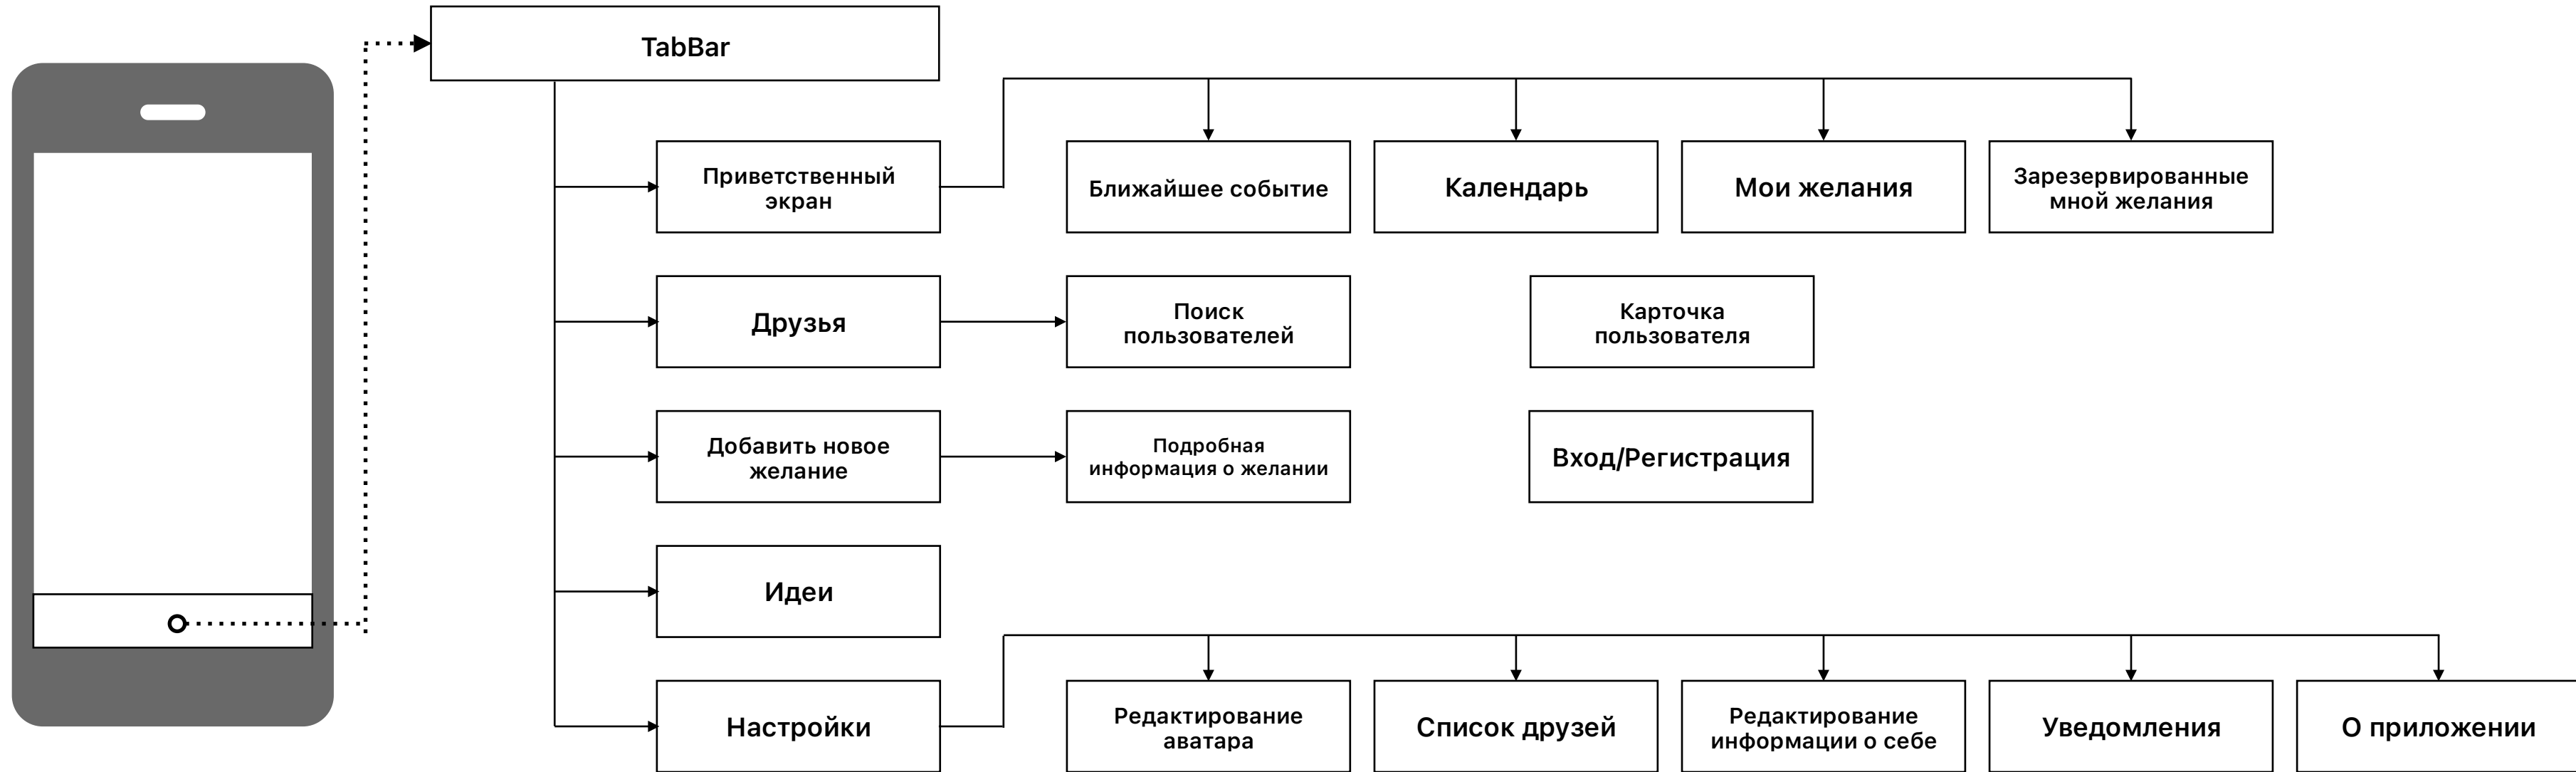 TabBar
Приветственный
экран
Ближайшее событие
Календарь
Мои желания
Зарезервированные
мной желания
Друзья
Поиск
пользователей
Карточка
пользователя
Добавить новое
желание
Подробная
информация о желании
Вход/Регистрация
Идеи
Настройки
Редактирование
аватара
Список друзей
Редактирование
информации о себе
Уведомления
О приложении